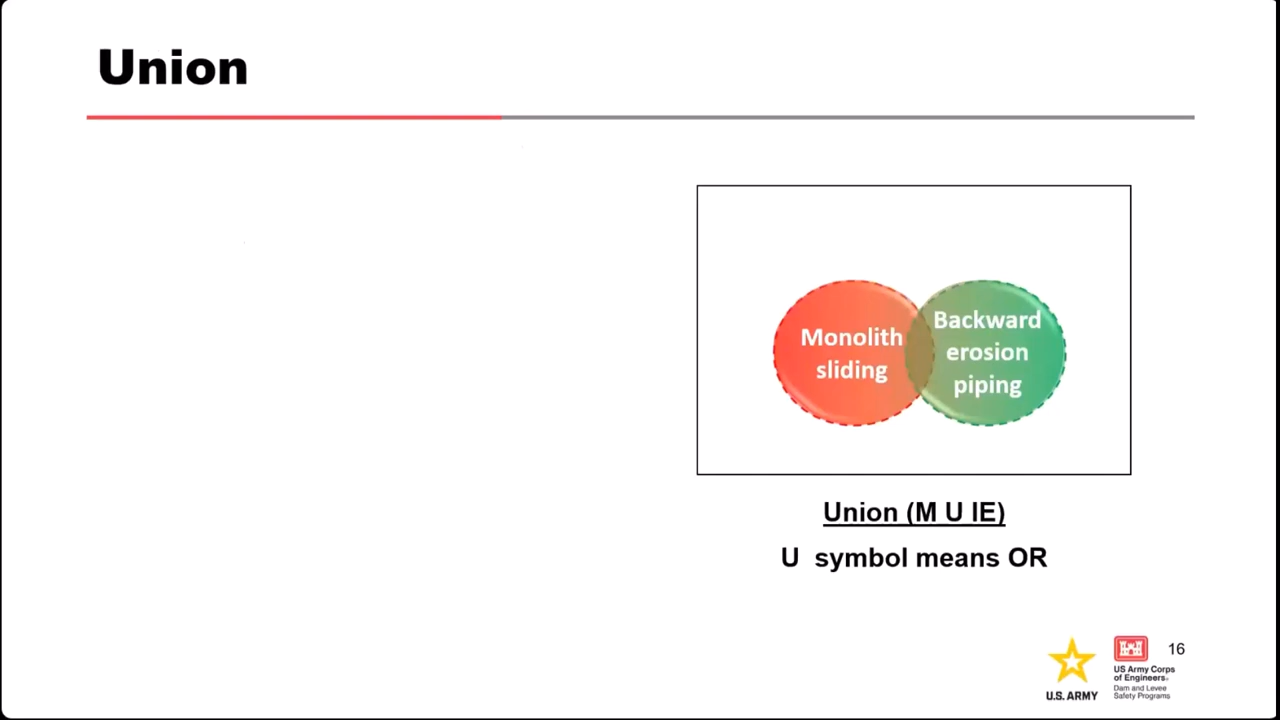 Union
Monolith
sliding
Backward
erosion
piping
Union (M U IE)
U symbol means OR
16
U.S. ARMY
US Army Corps
of Engineers®
Dam and Levee
Safety Programs